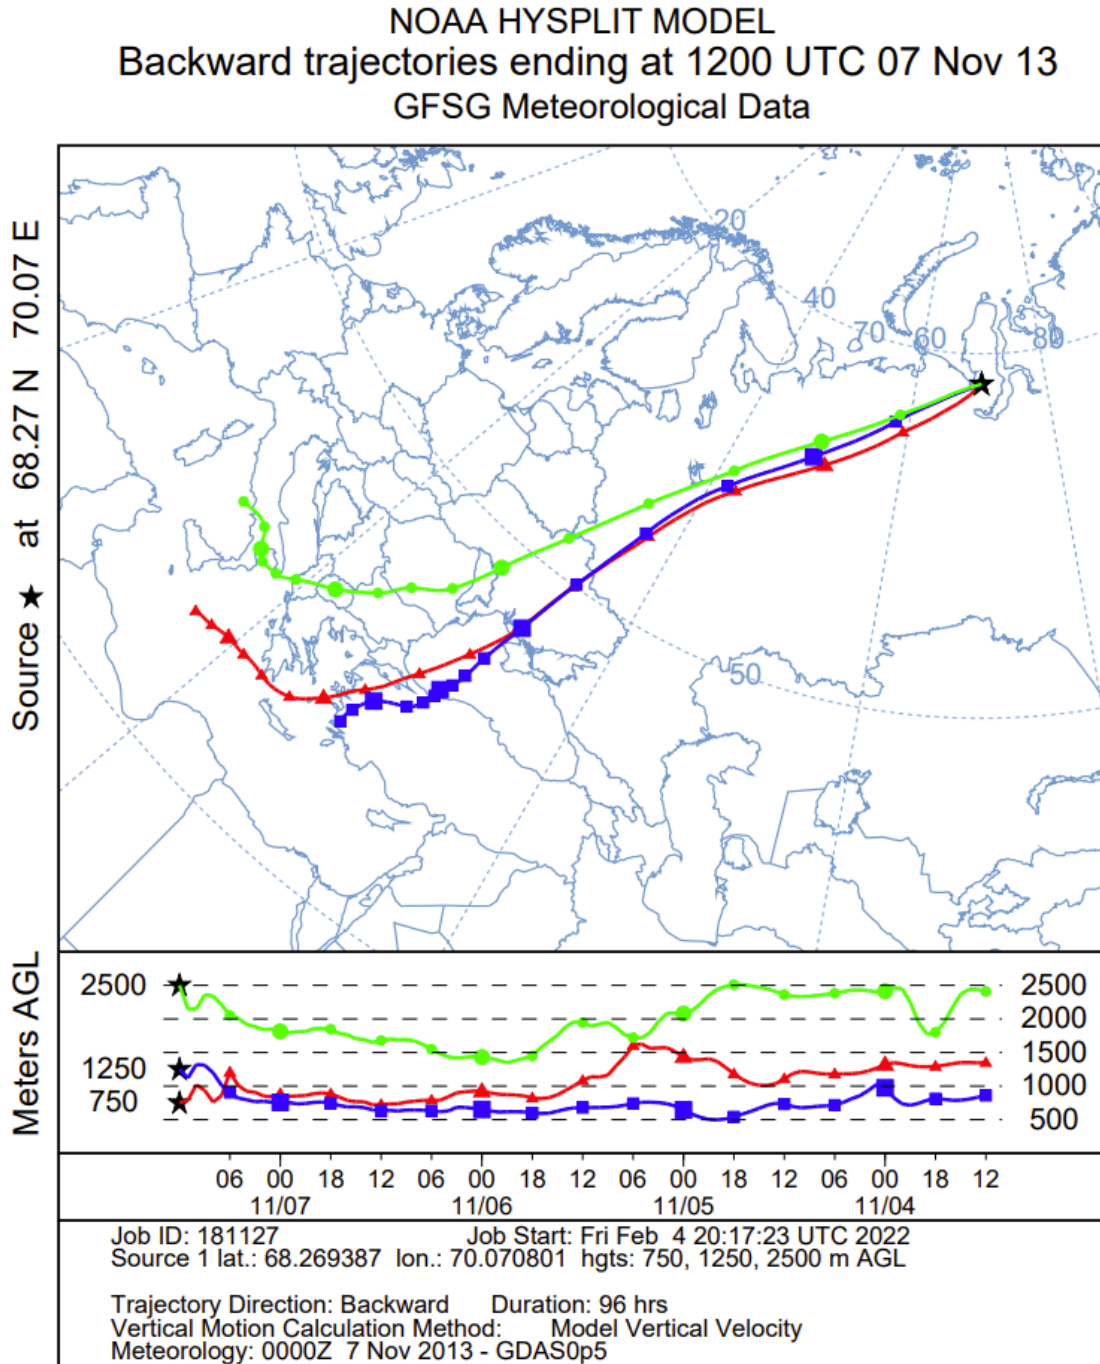 NOAA HYSPLIT MODEL
Backward trajectories ending at 1200 UTC 07 Nov 13
GFSG Meteorological Data
Source ★ at 68.27 N 70.07 E
20
40
70
60
80
50
Meters AGL
2500
1250
750
2500
2000
1500
1000
500
06 00 18 12 06 00 18 12 06 00 18 12 06 00 18 12
11/07 11/06 11/05 11/04
Job ID: 181127 Job Start: Fri Feb 4 20:17:23 UTC 2022
Source 1 lat.: 68.269387 lon.: 70.070801 hgts: 750, 1250, 2500 m AGL
Trajectory Direction: Backward Duration: 96 hrs
Vertical Motion Calculation Method: Model Vertical Velocity
Meteorology: 0000Z 7 Nov 2013 - GDAS0p5